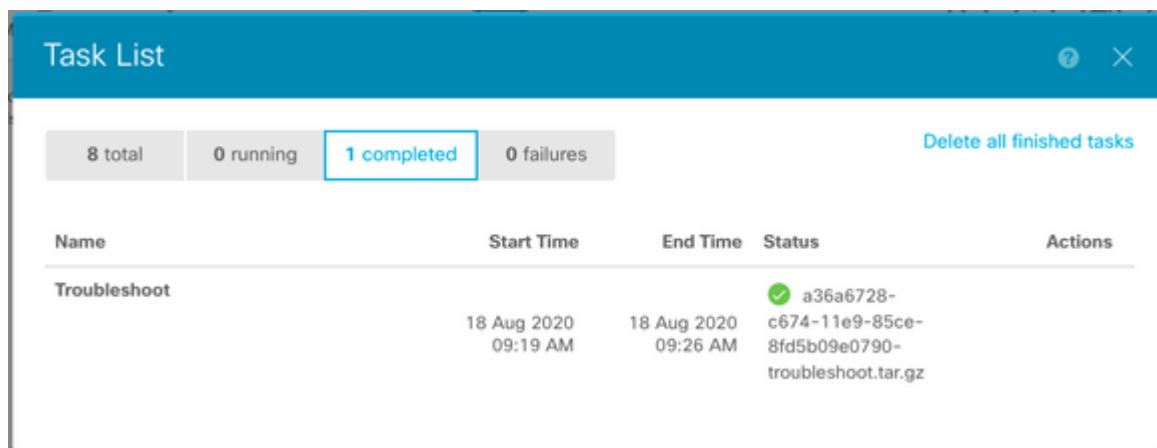 Task List
8 total 0 running 1 completed 0 failures Delete all finished tasks
Name Start Time End Time Status Actions
Troubleshoot
18 Aug 2020 09:19 AM
18 Aug 2020 09:26 AM
a36a6728-
c674-11e9-85ce-
8fd5b09e0790-
troubleshoot.tar.gz